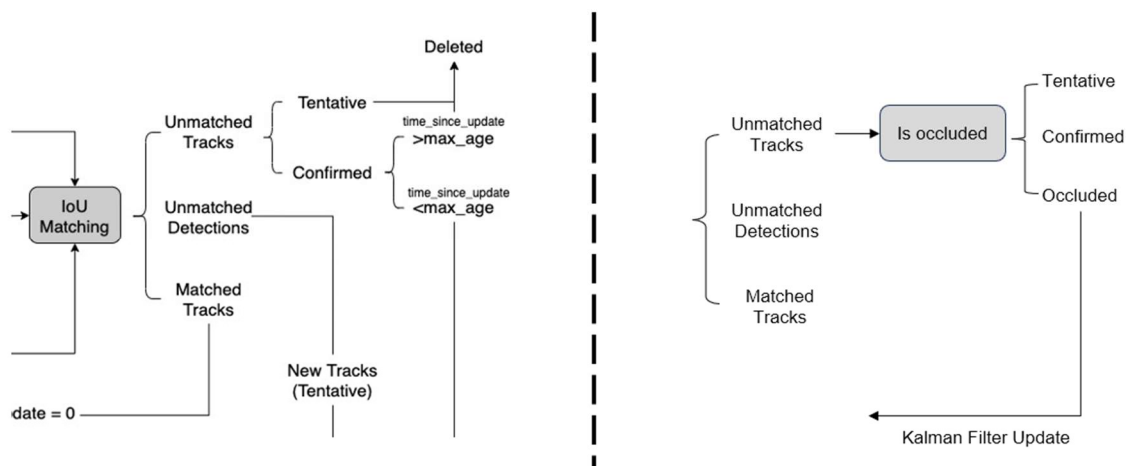 Deleted
Tentative
Unmatched
Tracks
time_since_update
>max_age
Confirmed
time_since_update
<max_age
IoU
Matching
Unmatched
Detections
Matched
Tracks
New Tracks
(Tentative)
date = 0
Unmatched
Tracks
Is occluded
Tentative
Confirmed
Occluded
Unmatched
Detections
Matched
Tracks
Kalman Filter Update